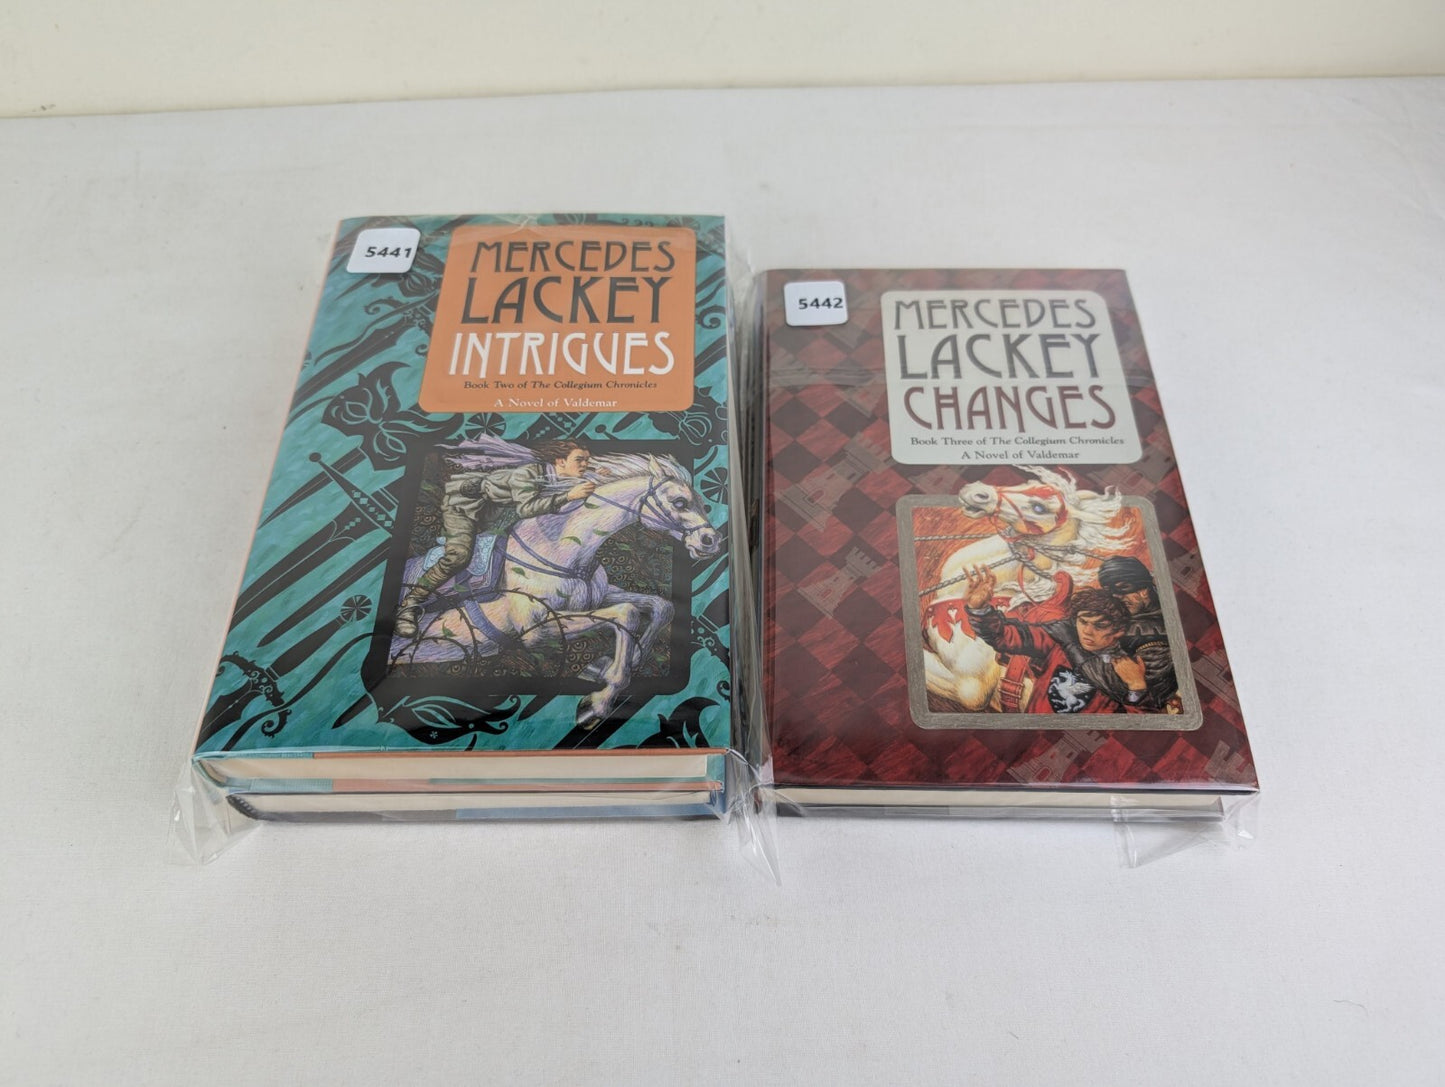 5441
MERCEDES
LACKEY
INTRIGUES
Book Two of The Collegium Chronicles
A Novel of Valdemar
5442
MERCEDES
LACKEY
CHANGES
Book Three of The Collegium Chronicles
A Novel of Valdemar